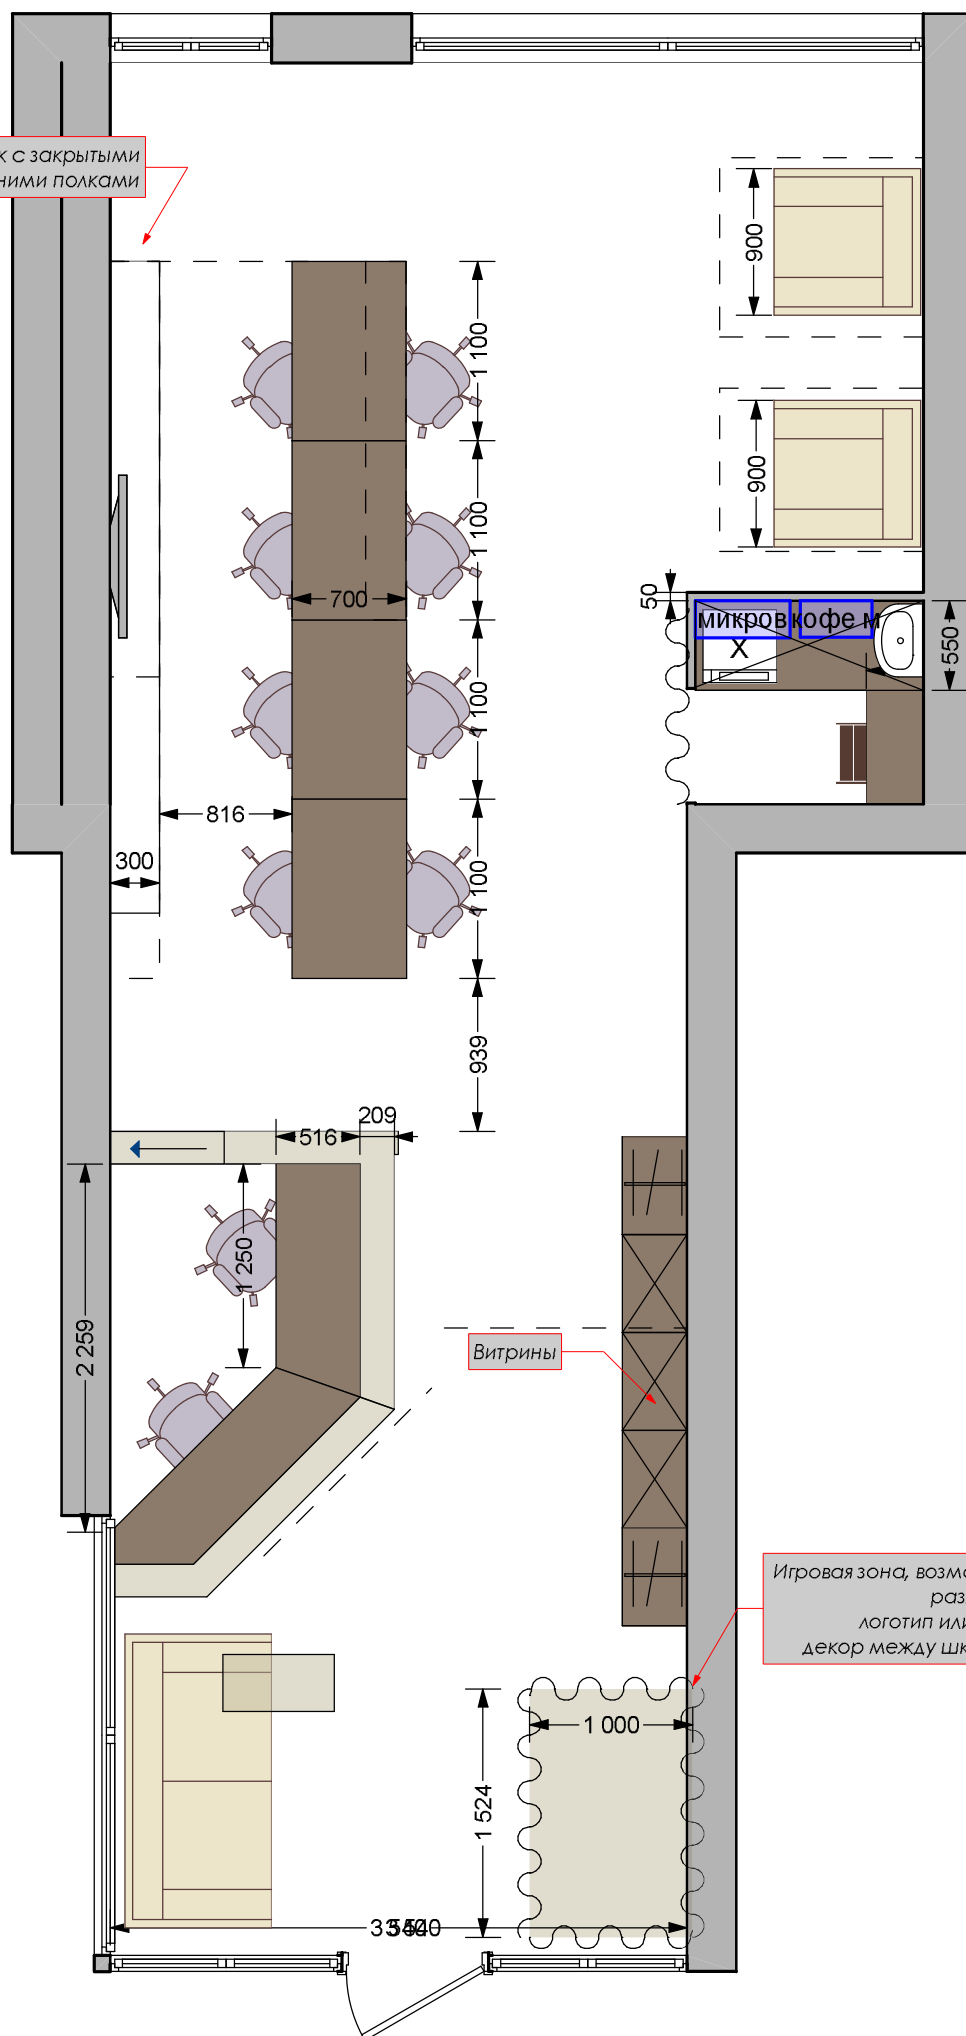 к с закрытыми
ними полками
900
1 100
900
1 100
700
50
микров кофе м
X
550
1 100
816
300
1 100
939
209
516
1 250
2 259
Витрины
Игровая зона, возмо
раз
логотип или
декор между шк
1 000
1 524